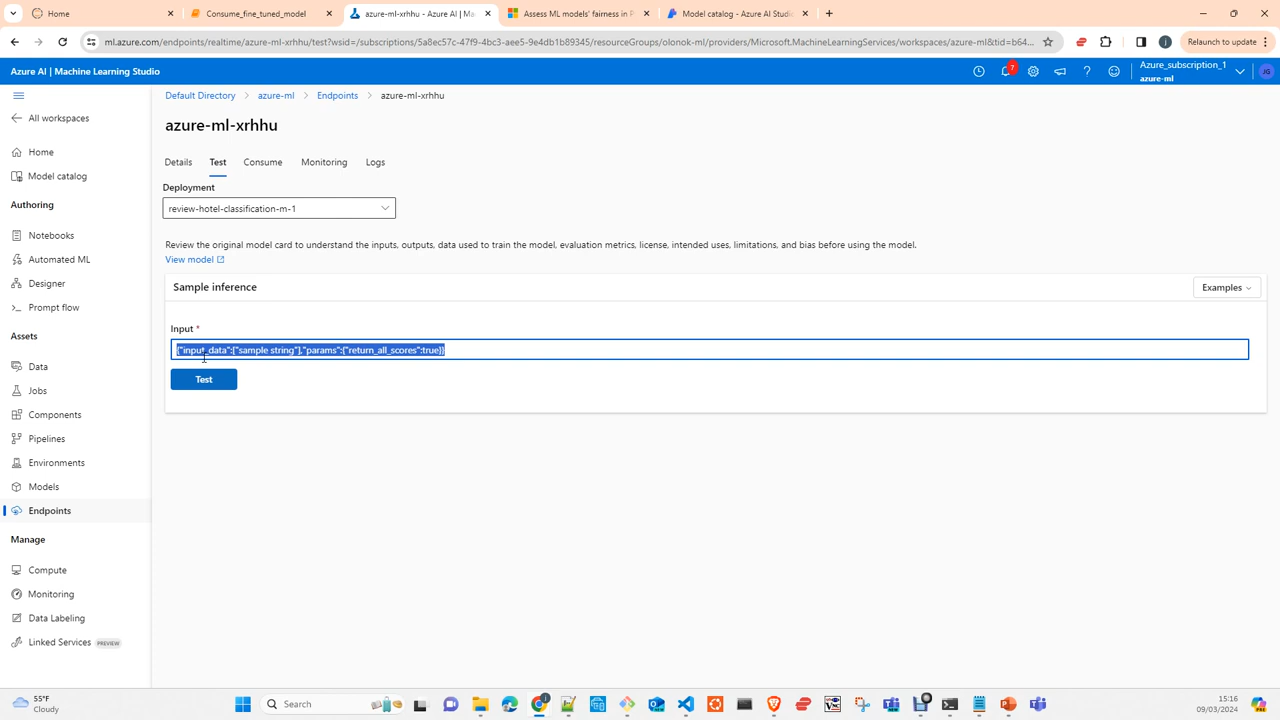 Home
Consume_fine_tuned_model
azure-ml-xrhhu - Azure AI | Ma
Assess ML models' fairness in P
Model catalog - Azure AI Studio
ml.azure.com/endpoints/realtime/azure-ml-xrhhu/test?wsid=/subscriptions/5a8ec57c-47f9-4bc3-aee5-9e4db1b89345/resourceGroups/olonok-ml/providers/Microsoft.MachineLearningServices/workspaces/azure-ml&tid=b64...
Relaunch to update
Azure AI | Machine Learning Studio
7
Azure_subscription_1
azure-ml
JG
All workspaces
Home
Model catalog
Authoring
Notebooks
Automated ML
Designer
Prompt flow
Assets
Data
Jobs
Components
Pipelines
Environments
Models
Endpoints
Manage
Compute
Monitoring
Data Labeling
Linked Services PREVIEW
Default Directory > azure-ml > Endpoints > azure-ml-xrhhu
azure-ml-xrhhu
Details Test Consume Monitoring Logs
Deployment
review-hotel-classification-m-1
Review the original model card to understand the inputs, outputs, data used to train the model, evaluation metrics, license, intended uses, limitations, and bias before using the model.
View model
Sample inference
Examples
Input *
{"input_data":["sample string"],"params":{"return_all_scores":true}}
Test
55°F
Cloudy
Search
15:16
09/03/2024